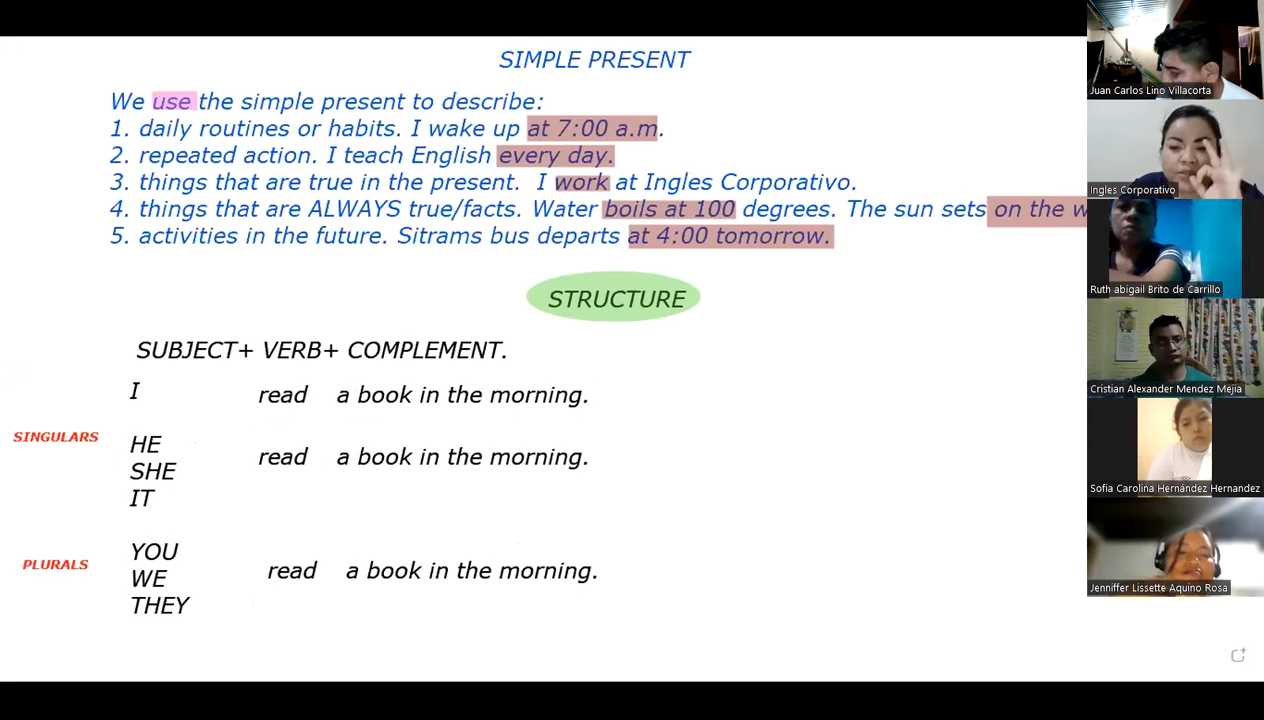 SIMPLE PRESENT
We use the simple present to describe:
1. daily routines or habits. I wake up at 7:00 a.m.
2. repeated action. I teach English every day.
3. things that are true in the present. I work at Ingles Corporativo.
4. things that are ALWAYS true/facts. Water boils at 100 degrees. The sun sets on the w
5. activities in the future. Sitrams bus departs at 4:00 tomorrow.
STRUCTURE
SUBJECT+ VERB+ COMPLEMENT.
I read a book in the morning.
SINGULARS
HE
SHE read a book in the morning.
IT
YOU
PLURALS
WE read a book in the morning.
THEY
Juan Carlos Lino Villacorta
Ingles Corporativo
Ruth abigail Brito de Carrillo
Cristian Alexander Mendez Mejia
Sofia Carolina Hernández Hernandez
Jenniffer Lissette Aquino Rosa